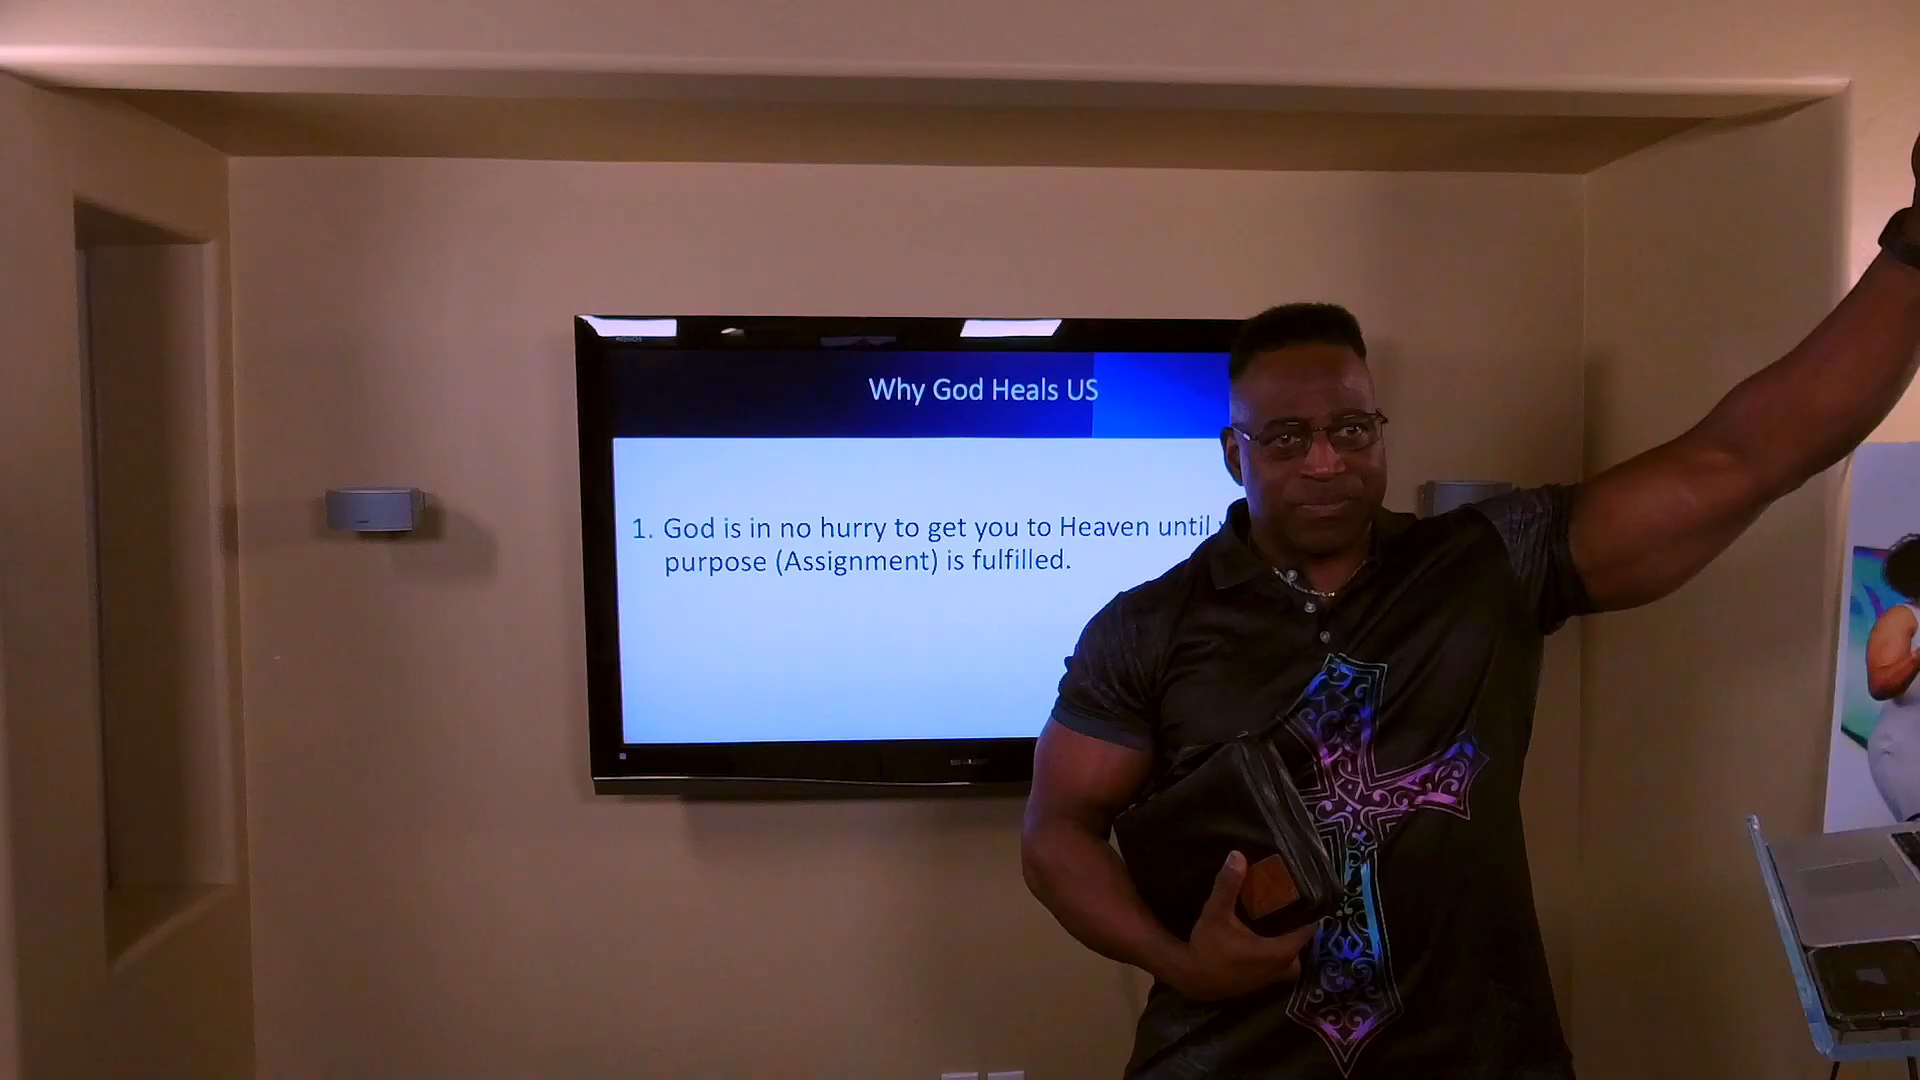 Why God Heals US
1. God is in no hurry to get you to Heaven until
purpose (Assignment) is fulfilled.
SHARP